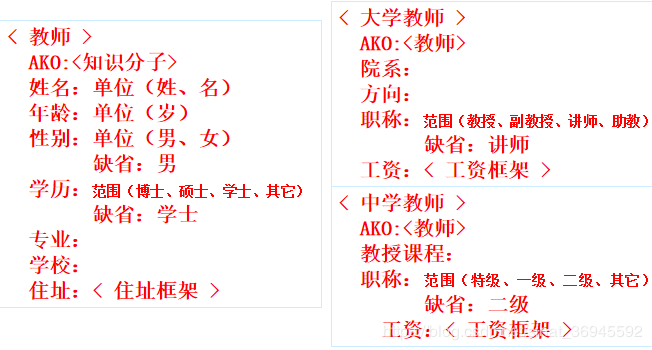 < 教师 >
AKO:<知识分子>
姓名：单位（姓、名）
年龄：单位（岁）
性别：单位（男、女）
缺省：男
学历：范围（博士、硕士、学士、其它）
缺省：学士
专业：
学校：
住址：< 住址框架 >
< 大学教师 >
AKO:<教师>
院系：
方向：
职称：范围（教授、副教授、讲师、助教）
缺省：讲师
工资：< 工资框架 >
< 中学教师 >
AKO:<教师>
教授课程：
职称：范围（特级、一级、二级、其它）
缺省：二级
工资：< 工资框架 >